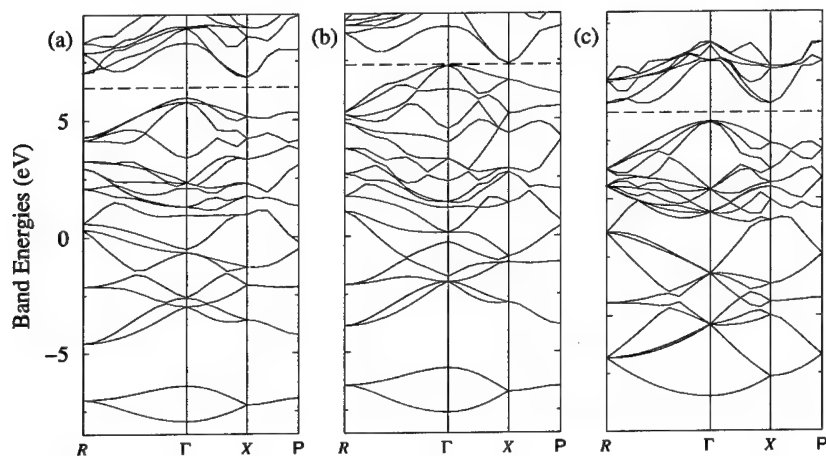 (a)
(b)
(c)
Band Energies (eV)
5
0
−5
R Γ X P
R Γ X P
R Γ X P